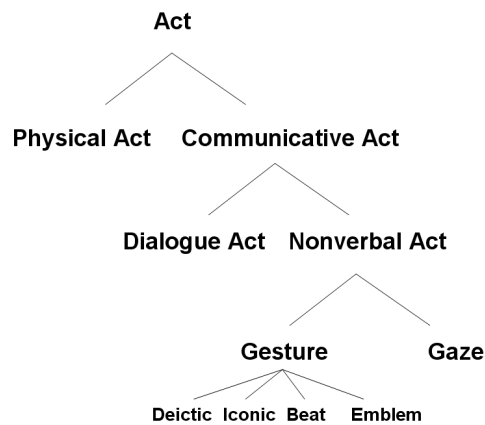 Act
Physical Act Communicative Act
Dialogue Act Nonverbal Act
Gesture Gaze
Deictic Iconic Beat Emblem